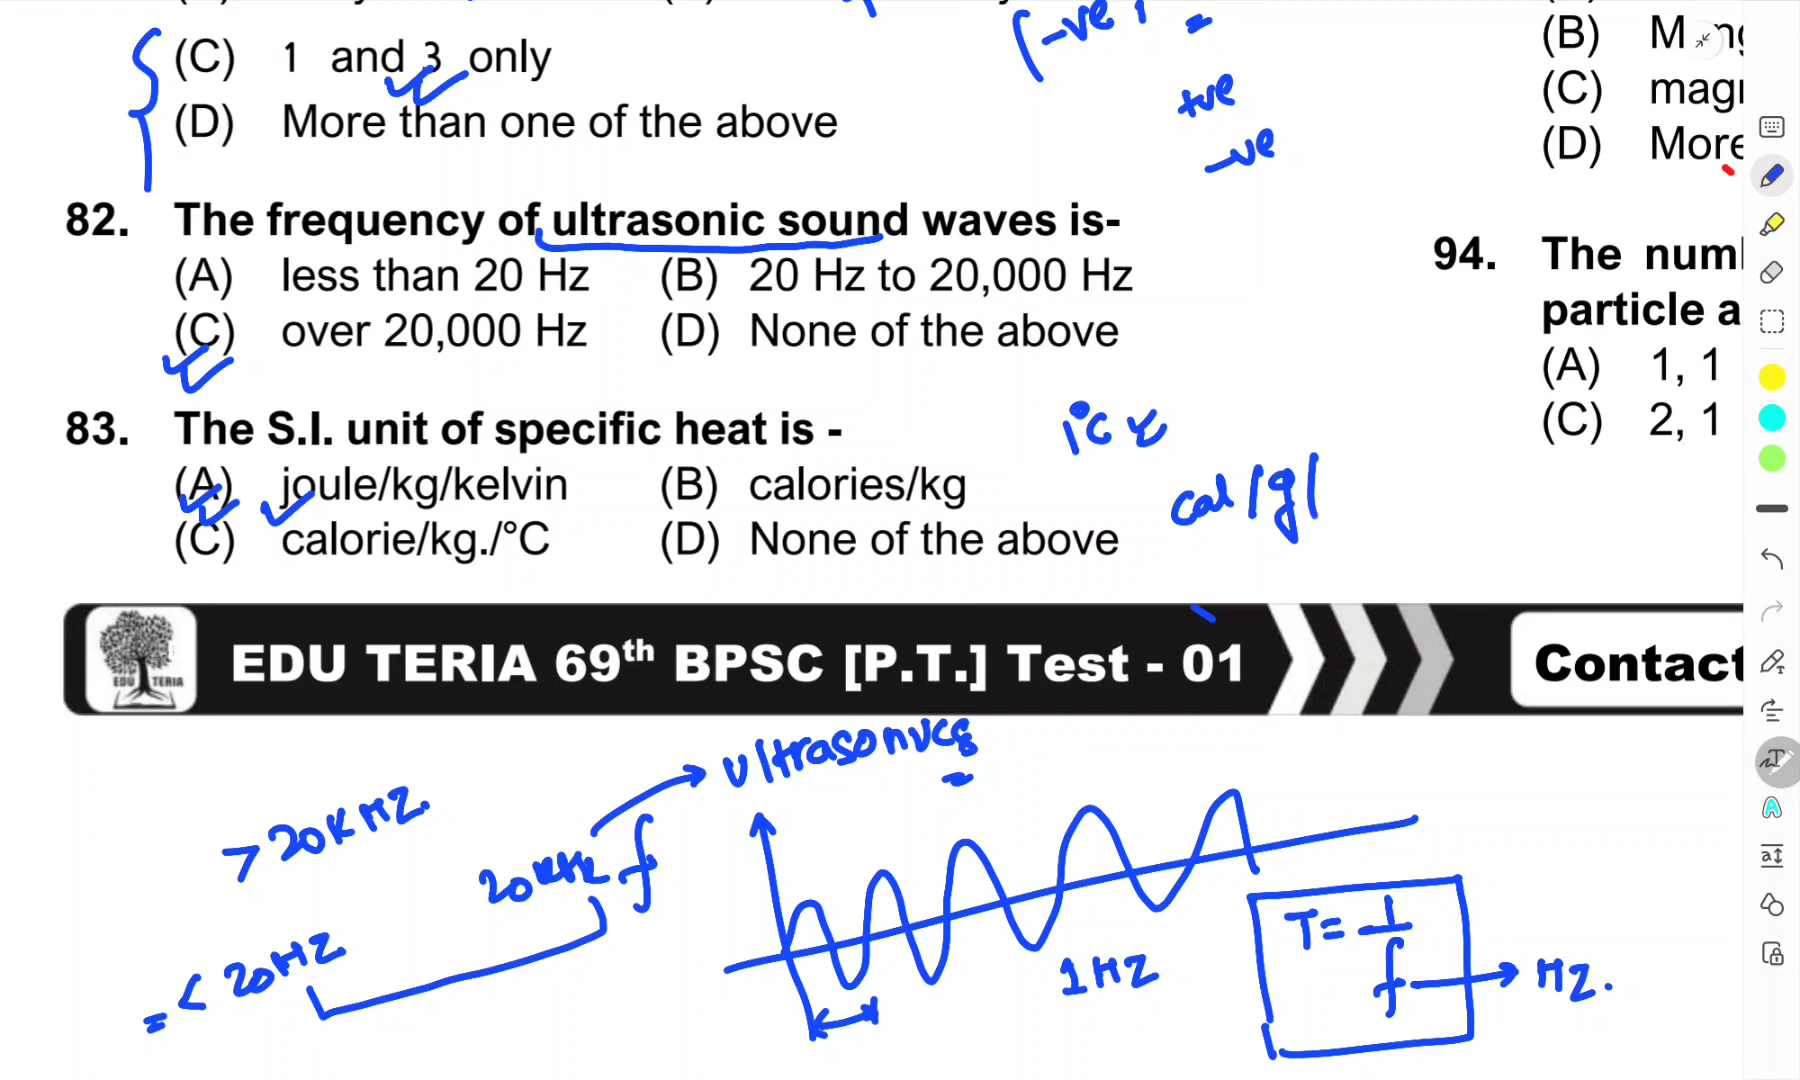 (C) 1 and 3 only
(D) More than one of the above
-ve
=
+ve
-ve
82. The frequency of ultrasonic sound waves is-
(A) less than 20 Hz (B) 20 Hz to 20,000 Hz
(C) over 20,000 Hz (D) None of the above
83. The S.I. unit of specific heat is -
(A) joule/kg/kelvin (B) calories/kg
(C) calorie/kg./°C (D) None of the above
cal/g/
(B)
(C)
(D) More
94. The num
particle a
(A) 1, 1
(C) 2, 1
EDU TERIA
EDU TERIA 69th BPSC [P.T.] Test - 01
Contact
ultrasonics
> 20KHZ.
20KHz f
= < 20HZ
1HZ
T = 1/f → HZ.